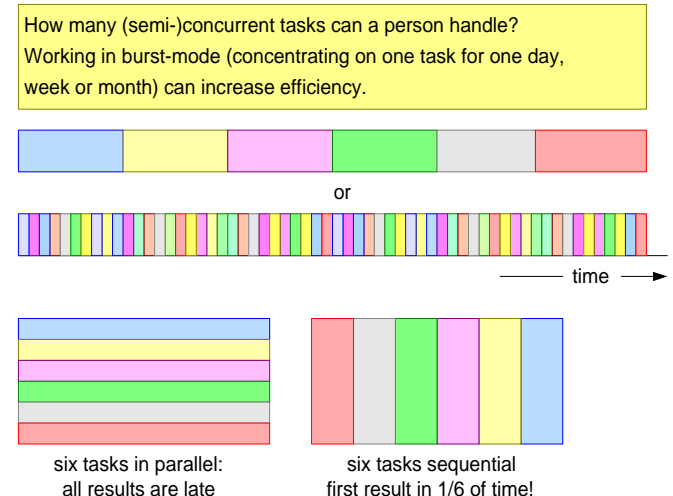 How many (semi-)concurrent tasks can a person handle?
Working in burst-mode (concentrating on one task for one day,
week or month) can increase efficiency.
or
time
six tasks in parallel:
all results are late
six tasks sequential
first result in 1/6 of time!